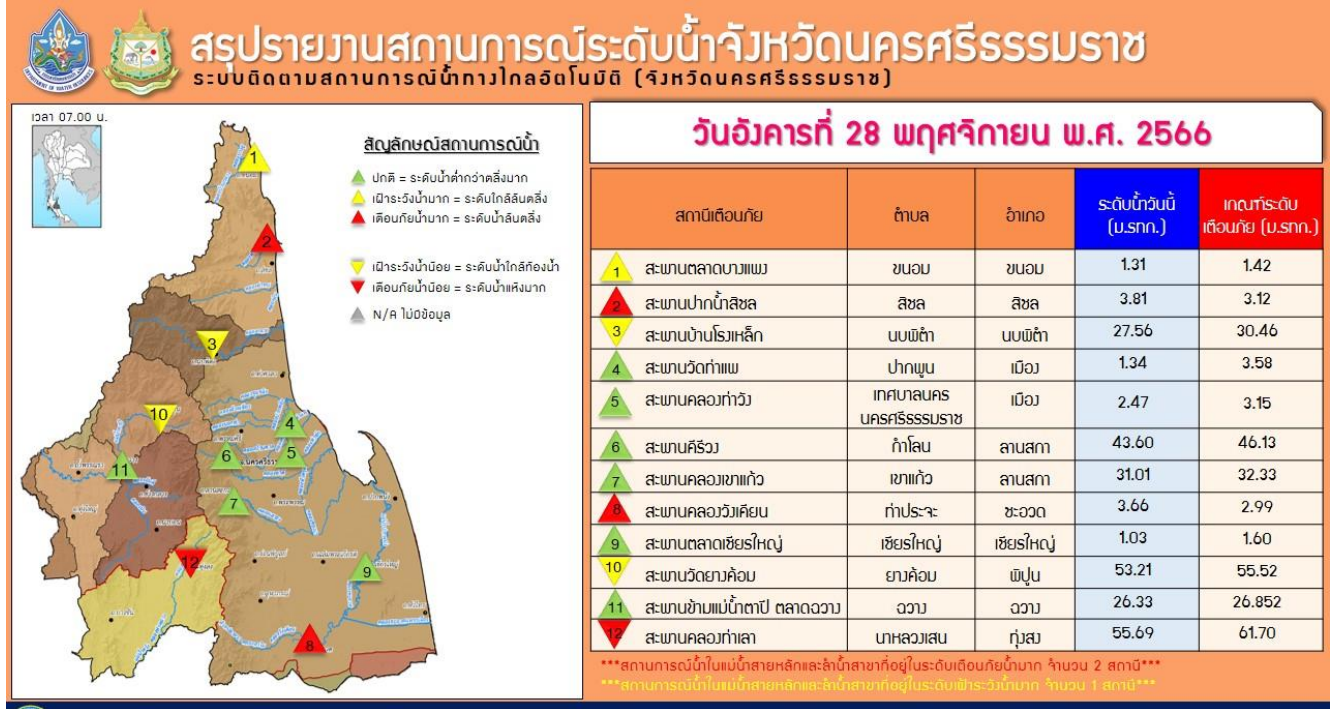 สรุปรายงานสถานการณ์ระดับน้ำจังหวัดนครศรีธรรมราช
ระบบติดตามสถานการณ์น้ำทางไกลอัตโนมัติ (จังหวัดนครศรีธรรมราช)
เวลา 07.00 น.
สัญลักษณ์สถานการณ์น้ำ
ปกติ = ระดับน้ำต่ำกว่าตลิ่งมาก
เฝ้าระวังน้ำมาก = ระดับใกล้ล้นตลิ่ง
เตือนภัยน้ำมาก = ระดับน้ำล้นตลิ่ง
เฝ้าระวังน้ำน้อย = ระดับน้ำใกล้ท้องน้ำ
เตือนภัยน้ำน้อย = ระดับน้ำแห้งมาก
N/A ไม่มีข้อมูล
1
2
3
10
4
5
6
11
7
12
9
8
วันอังคารที่ 28 พฤศจิกายน พ.ศ. 2566
สถานีเตือนภัย ตำบล อำเภอ ระดับน้ำวันนี้ (ม.รทก.) เกณฑ์ระดับเตือนภัย (ม.รทก.)
1 สะพานตลาดบางแพง ขนอม ขนอม 1.31 1.42
2 สะพานปากน้ำสิชล สิชล สิชล 3.81 3.12
3 สะพานบ้านโรงเหล็ก นบพิตำ นบพิตำ 27.56 30.46
4 สะพานวัดท่าแพ ปากพูน เมือง 1.34 3.58
5 สะพานคลองท่าวัง เทศบาลนครนครศรีธรรมราช เมือง 2.47 3.15
6 สะพานคีรีวง กำโลน ลานสกา 43.60 46.13
7 สะพานคลองเขาแก้ว เขาแก้ว ลานสกา 31.01 32.33
8 สะพานคลองวังเคียน ท่าประจะ ชะอวด 3.66 2.99
9 สะพานตลาดเชียรใหญ่ เชียรใหญ่ เชียรใหญ่ 1.03 1.60
10 สะพานวัดยางค้อม ยางค้อม พิปูน 53.21 55.52
11 สะพานข้ามแม่น้ำตาปี ตลาดฉวาง ฉวาง ฉวาง 26.33 26.852
12 สะพานคลองท่าเลา นาหลวงเสน ทุ่งสง 55.69 61.70
***สถานการณ์น้ำในแม่น้ำสายหลักและลำน้ำสาขาที่อยู่ในระดับเตือนภัยน้ำมาก จำนวน 2 สถานี***
***สถานการณ์น้ำในแม่น้ำสายหลักและลำน้ำสาขาที่อยู่ในระดับเฝ้าระวังน้ำมาก จำนวน 1 สถานี***